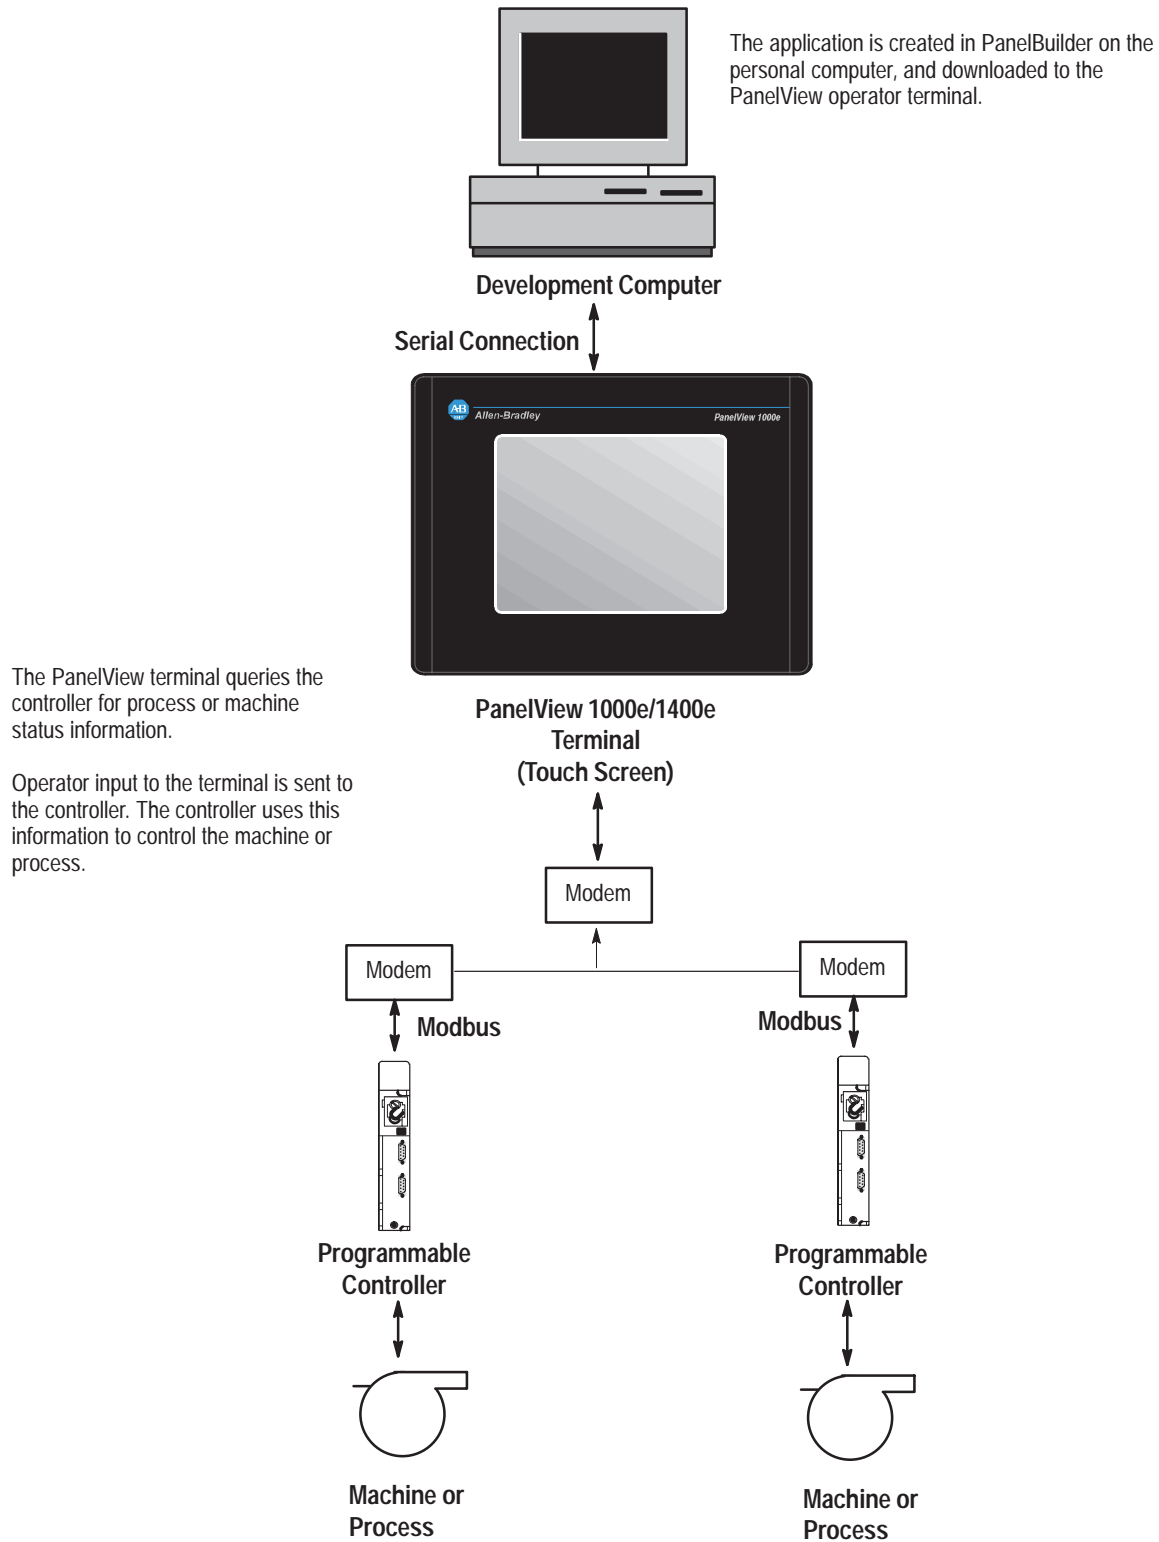 The application is created in PanelBuilder on the
personal computer, and downloaded to the
PanelView operator terminal.
Development Computer
Serial Connection
A-B
Allen-Bradley
PanelView 1000e
The PanelView terminal queries the
controller for process or machine
status information.
Operator input to the terminal is sent to
the controller. The controller uses this
information to control the machine or
process.
PanelView 1000e/1400e
Terminal
(Touch Screen)
Modem
Modem
Modem
Modbus
Modbus
Programmable
Controller
Programmable
Controller
Machine or
Process
Machine or
Process